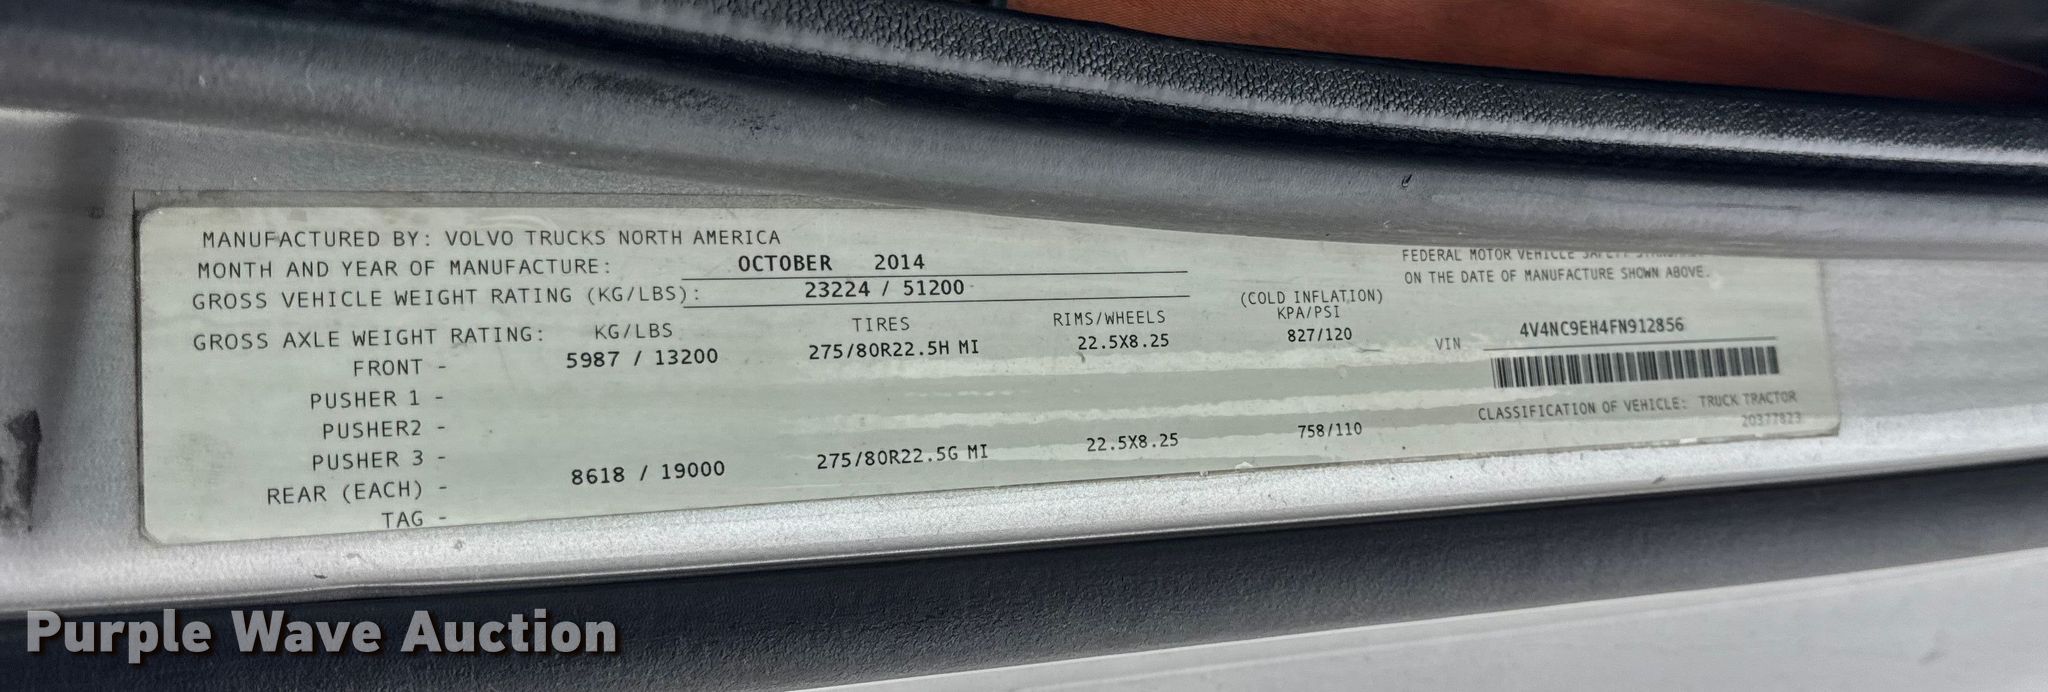 MANUFACTURED BY: VOLVO TRUCKS NORTH AMERICA
MONTH AND YEAR OF MANUFACTURE: OCTOBER 2014
GROSS VEHICLE WEIGHT RATING (KG/LBS): 23224 / 51200
GROSS AXLE WEIGHT RATING: KG/LBS TIRES RIMS/WHEELS (COLD INFLATION) KPA/PSI
FRONT - 5987 / 13200 275/80R22.5H MI 22.5X8.25 827/120
PUSHER 1 -
PUSHER2 -
PUSHER 3 -
REAR (EACH) - 8618 / 19000 275/80R22.5G MI 22.5X8.25 758/110
TAG -
FEDERAL MOTOR VEHICLE SAFETY
ON THE DATE OF MANUFACTURE SHOWN ABOVE.
VIN 4V4NC9EH4FN912856
CLASSIFICATION OF VEHICLE: TRUCK TRACTOR
20377823
Purple Wave Auction